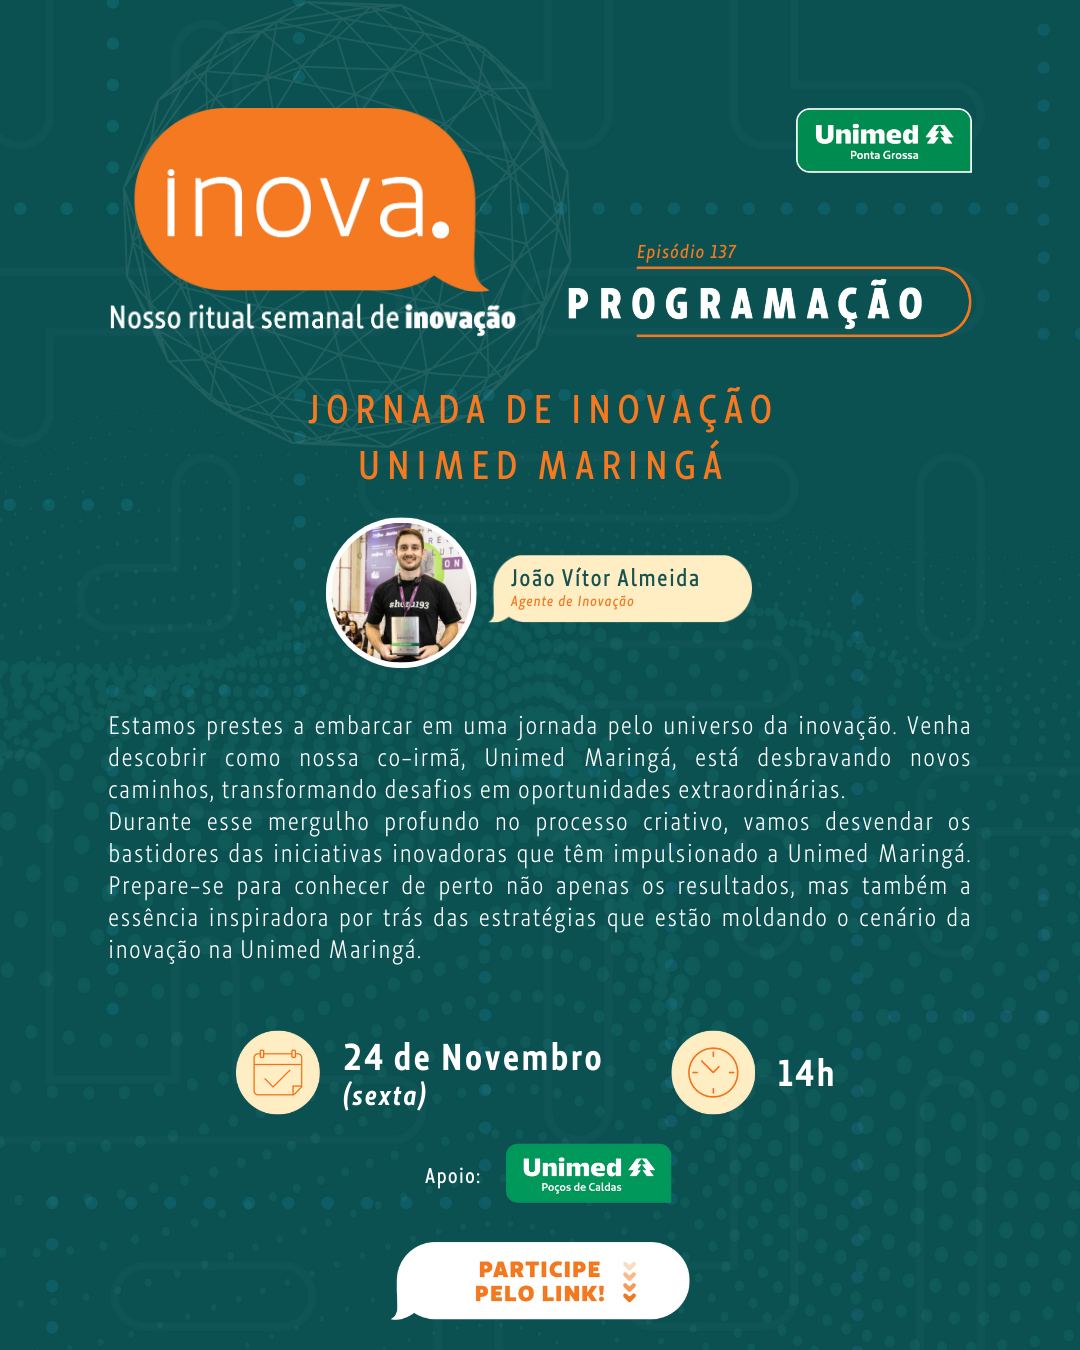 inova.
Nosso ritual semanal de inovação
Unimed
Ponta Grossa
Episódio 137
PROGRAMAÇÃO
JORNADA DE INOVAÇÃO
UNIMED MARINGÁ
João Vítor Almeida
Agente de Inovação
Estamos prestes a embarcar em uma jornada pelo universo da inovação. Venha
descobrir como nossa co-irmã, Unimed Maringá, está desbravando novos
caminhos, transformando desafios em oportunidades extraordinárias.
Durante esse mergulho profundo no processo criativo, vamos desvendar os
bastidores das iniciativas inovadoras que têm impulsionado a Unimed Maringá.
Prepare-se para conhecer de perto não apenas os resultados, mas também a
essência inspiradora por trás das estratégias que estão moldando o cenário da
inovação na Unimed Maringá.
24 de Novembro
(sexta)
14h
Apoio:
Unimed
Poços de Caldas
PARTICIPE
PELO LINK!